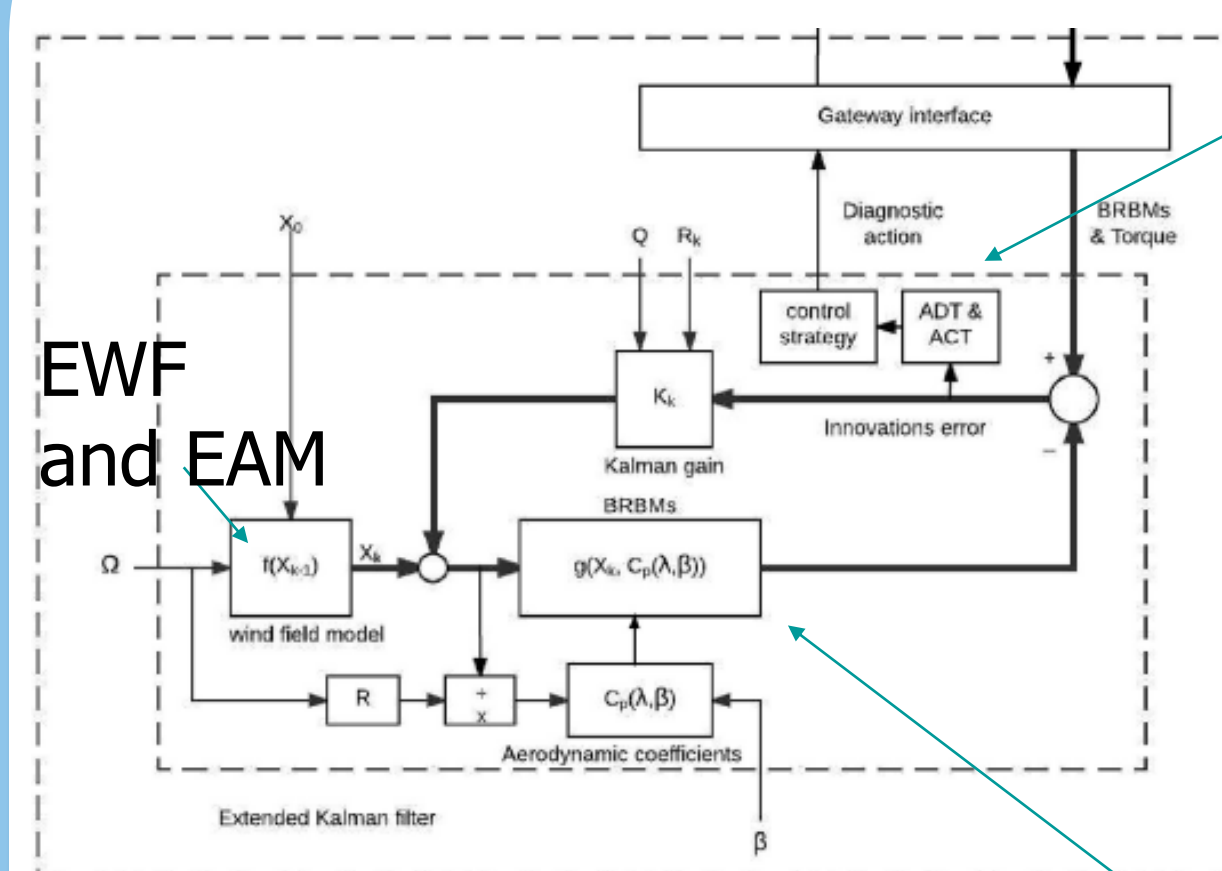 Gateway interface
Diagnostic
action
BRBMs
& Torque
X₀
Q
Rₖ
control
strategy
ADT &
ACT
+
EWF
and EAM
Kₖ
Innovations error
−
Kalman gain
BRBMs
Ω
f(Xₖ₋₁)
Xₖ
g(Xₖ, Cₚ(λ,β))
wind field model
R
÷
x
Cₚ(λ,β)
Aerodynamic coefficients
Extended Kalman filter
β